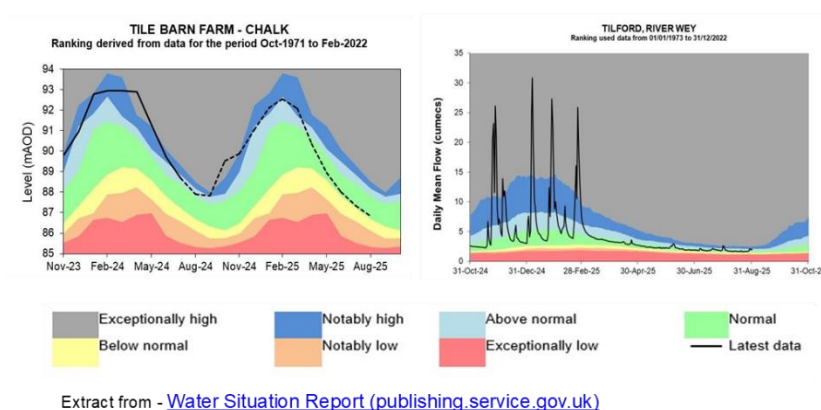 TILE BARN FARM - CHALK
Ranking derived from data for the period Oct-1971 to Feb-2022
94
93
92
91
90
89
88
87
86
85
Level (mAOD)
Nov-23 Feb-24 May-24 Aug-24 Nov-24 Feb-25 May-25 Aug-25
TILFORD, RIVER WEY
Ranking used data from 01/01/1973 to 31/12/2022
35
30
25
20
15
10
5
0
Daily Mean Flow (cumecs)
31-Oct-24 31-Dec-24 28-Feb-25 30-Apr-25 30-Jun-25 31-Aug-25 31-Oct-2
Exceptionally high Notably high Above normal Normal
Below normal Notably low Exceptionally low Latest data
Extract from - Water Situation Report (publishing.service.gov.uk)